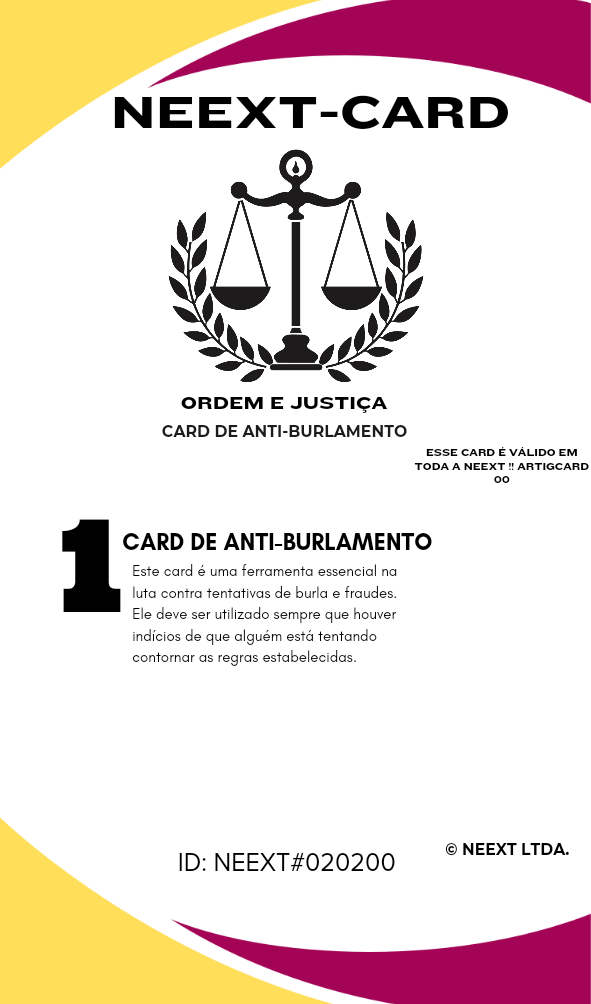 NEEXT-CARD
ORDEM E JUSTIÇA
CARD DE ANTI-BURLAMENTO
ESSE CARD É VÁLIDO EM
TODA A NEEXT !! ARTIGCARD
00
1
CARD DE ANTI-BURLAMENTO
Este card é uma ferramenta essencial na
luta contra tentativas de burla e fraudes.
Ele deve ser utilizado sempre que houver
indícios de que alguém está tentando
contornar as regras estabelecidas.
© NEEXT LTDA.
ID: NEEXT#020200